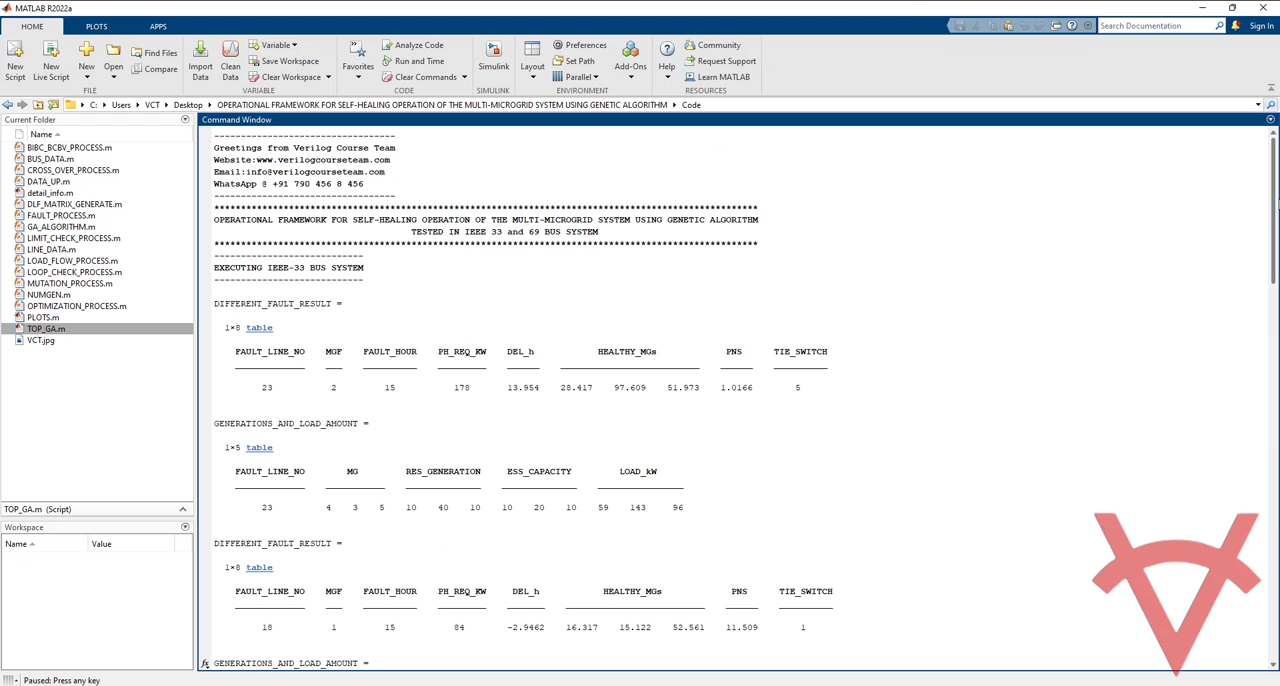 MATLAB R2022a
HOME PLOTS APPS
Search Documentation Sign In
New Script
New Live Script
New
Open
Find Files
Compare
Import Data
Clean Data
Variable
Save Workspace
Clear Workspace
Favorites
Analyze Code
Run and Time
Clear Commands
Simulink
Layout
Preferences
Set Path
Parallel
Add-Ons
Help
Community
Request Support
Learn MATLAB
FILE VARIABLE CODE SIMULINK ENVIRONMENT RESOURCES
C: Users VCT Desktop OPERATIONAL FRAMEWORK FOR SELF-HEALING OPERATION OF THE MULTI-MICROGRID SYSTEM USING GENETIC ALGORITHM Code
Current Folder
Name
BIBC_BCBV_PROCESS.m
BUS_DATA.m
CROSS_OVER_PROCESS.m
DATA_UP.m
detail_info.m
DLF_MATRIX_GENERATE.m
FAULT_PROCESS.m
GA_ALGORITHM.m
LIMIT_CHECK_PROCESS.m
LINE_DATA.m
LOAD_FLOW_PROCESS.m
LOOP_CHECK_PROCESS.m
MUTATION_PROCESS.m
NUMGEN.m
OPTIMIZATION_PROCESS.m
PLOTS.m
TOP_GA.m
VCT.jpg
TOP_GA.m (Script)
Workspace
Name Value
Command Window
----------------------------------
Greetings from Verilog Course Team
Website:www.verilogcourseteam.com
Email:info@verilogcourseteam.com
WhatsApp @ +91 790 456 8 456
----------------------------------
******************************************************************************************************
OPERATIONAL FRAMEWORK FOR SELF-HEALING OPERATION OF THE MULTI-MICROGRID SYSTEM USING GENETIC ALGORITHM
TESTED IN IEEE 33 and 69 BUS SYSTEM
******************************************************************************************************
----------------------------
EXECUTING IEEE-33 BUS SYSTEM
----------------------------
DIFFERENT_FAULT_RESULT =
1×8 table
FAULT_LINE_NO MGF FAULT_HOUR PH_REQ_KW DEL_h HEALTHY_MGs PNS TIE_SWITCH
23 2 15 178 13.954 28.417 97.609 51.973 1.0166 5
GENERATIONS_AND_LOAD_AMOUNT =
1×5 table
FAULT_LINE_NO MG RES_GENERATION ESS_CAPACITY LOAD_kW
23 4 3 5 10 40 10 10 20 10 59 143 96
DIFFERENT_FAULT_RESULT =
1×8 table
FAULT_LINE_NO MGF FAULT_HOUR PH_REQ_KW DEL_h HEALTHY_MGs PNS TIE_SWITCH
18 1 15 84 -2.9462 16.317 15.122 52.561 11.509 1
fx GENERATIONS_AND_LOAD_AMOUNT =
Paused: Press any key